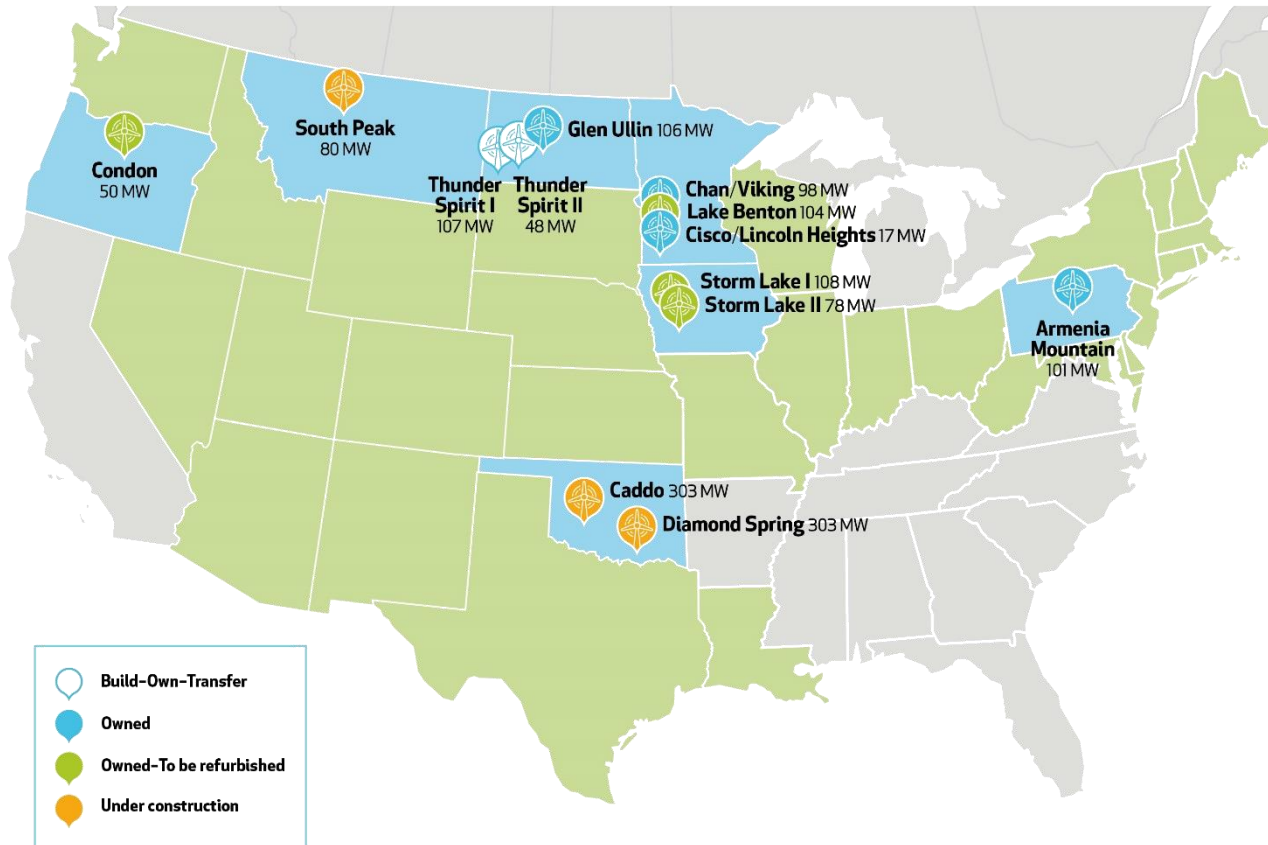 Condon
50 MW
South Peak
80 MW
Glen Ullin 106 MW
Thunder
Spirit I
107 MW
Thunder
Spirit II
48 MW
Chan/Viking 98 MW
Lake Benton 104 MW
Cisco/Lincoln Heights 17 MW
Storm Lake I 108 MW
Storm Lake II 78 MW
Armenia
Mountain
101 MW
Caddo 303 MW
Diamond Spring 303 MW
Build-Own-Transfer
Owned
Owned-To be refurbished
Under construction